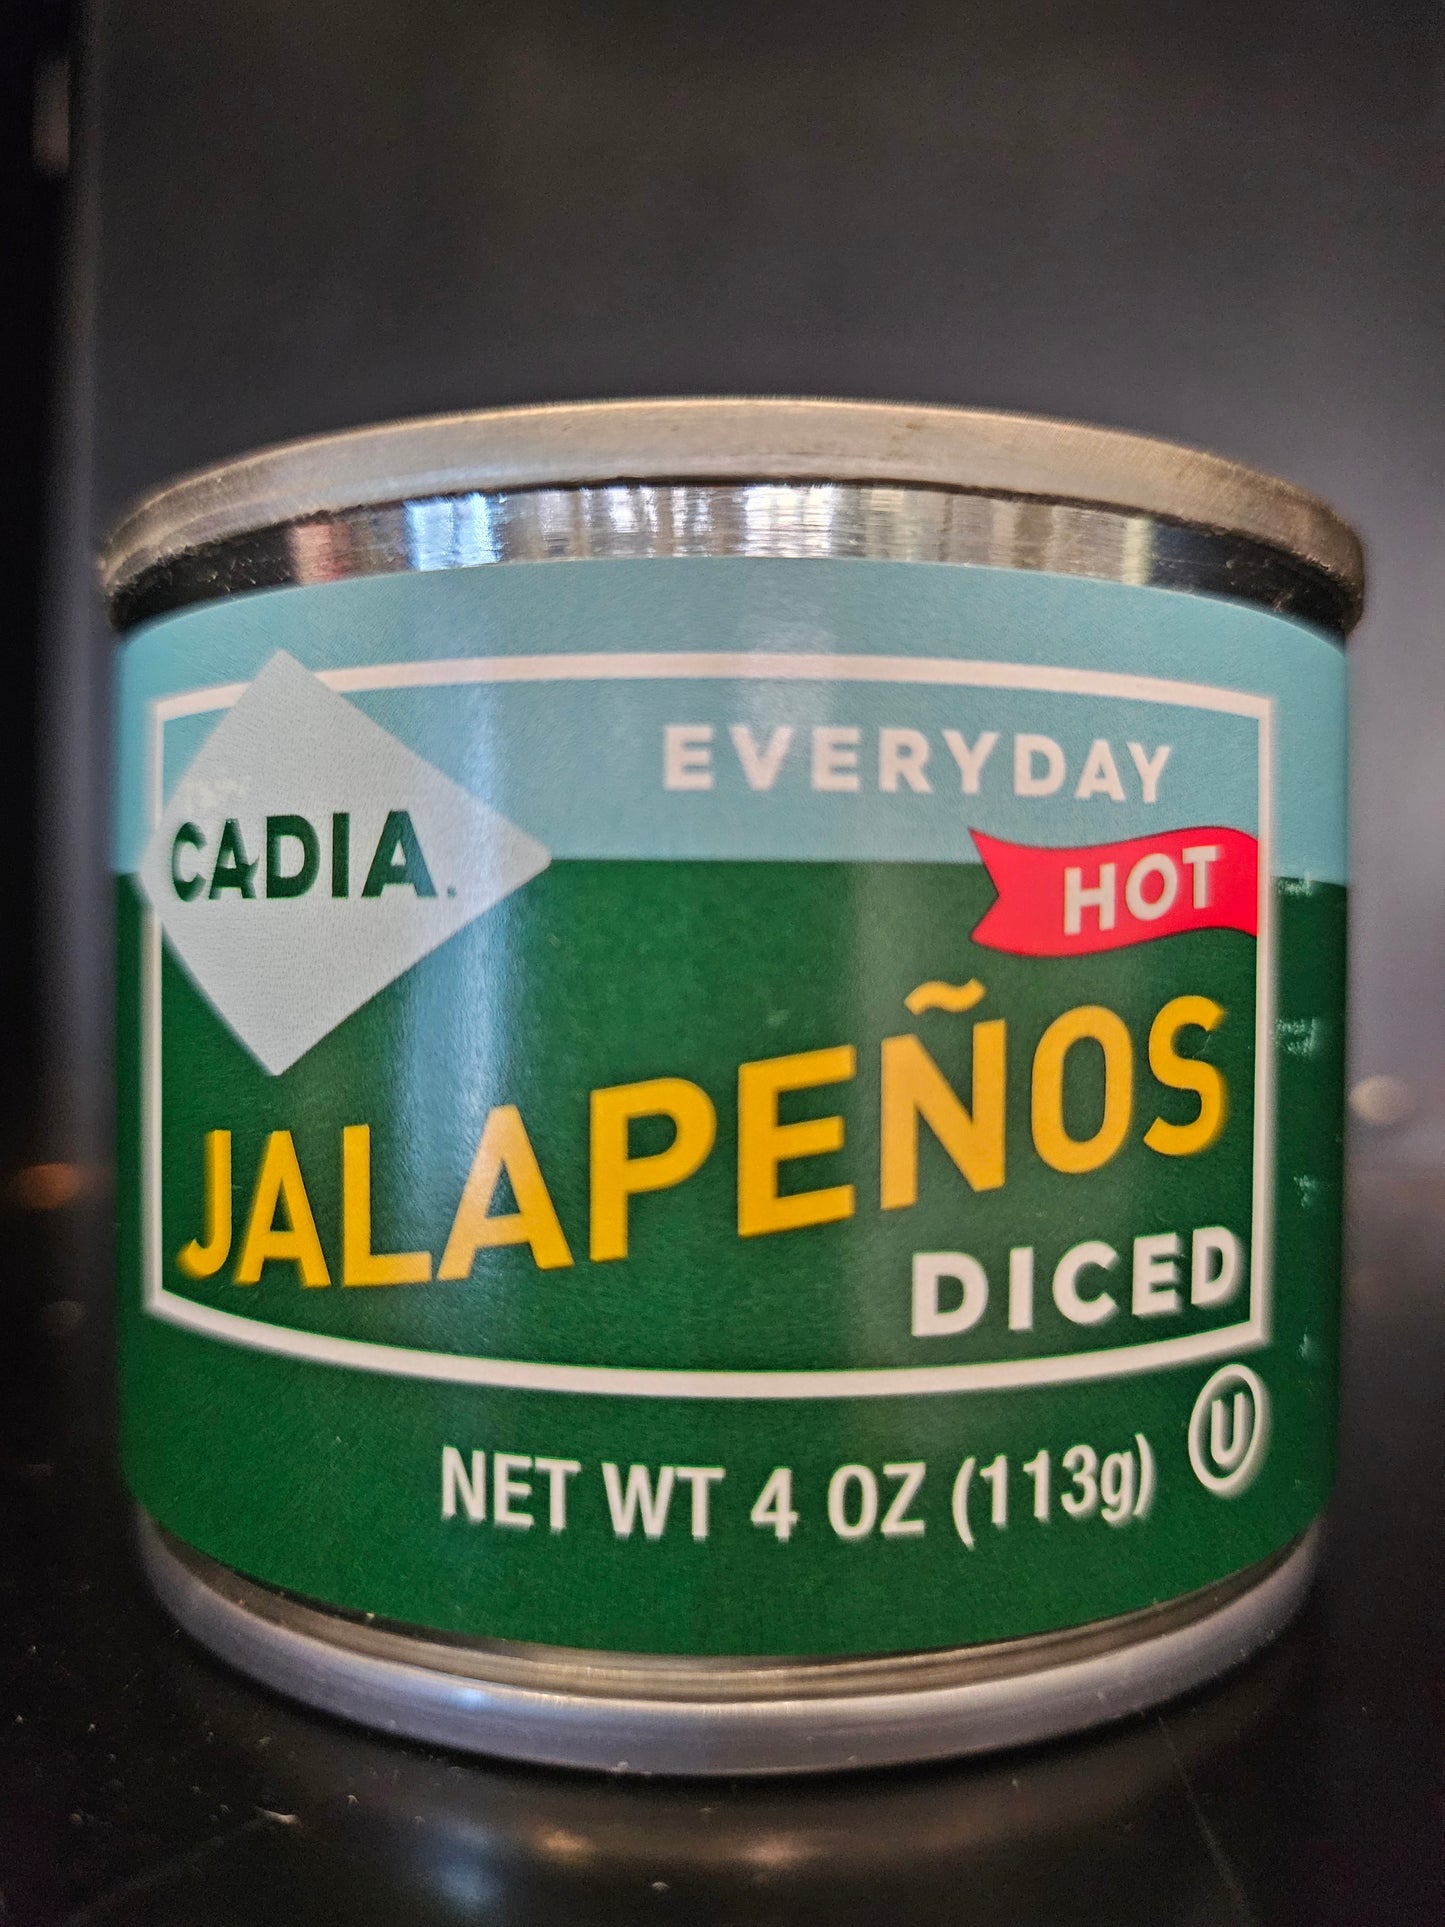 EVERYDAY
CADIA.
HOT
JALAPEÑOS
DICED
NET WT 4 OZ (113g)
U